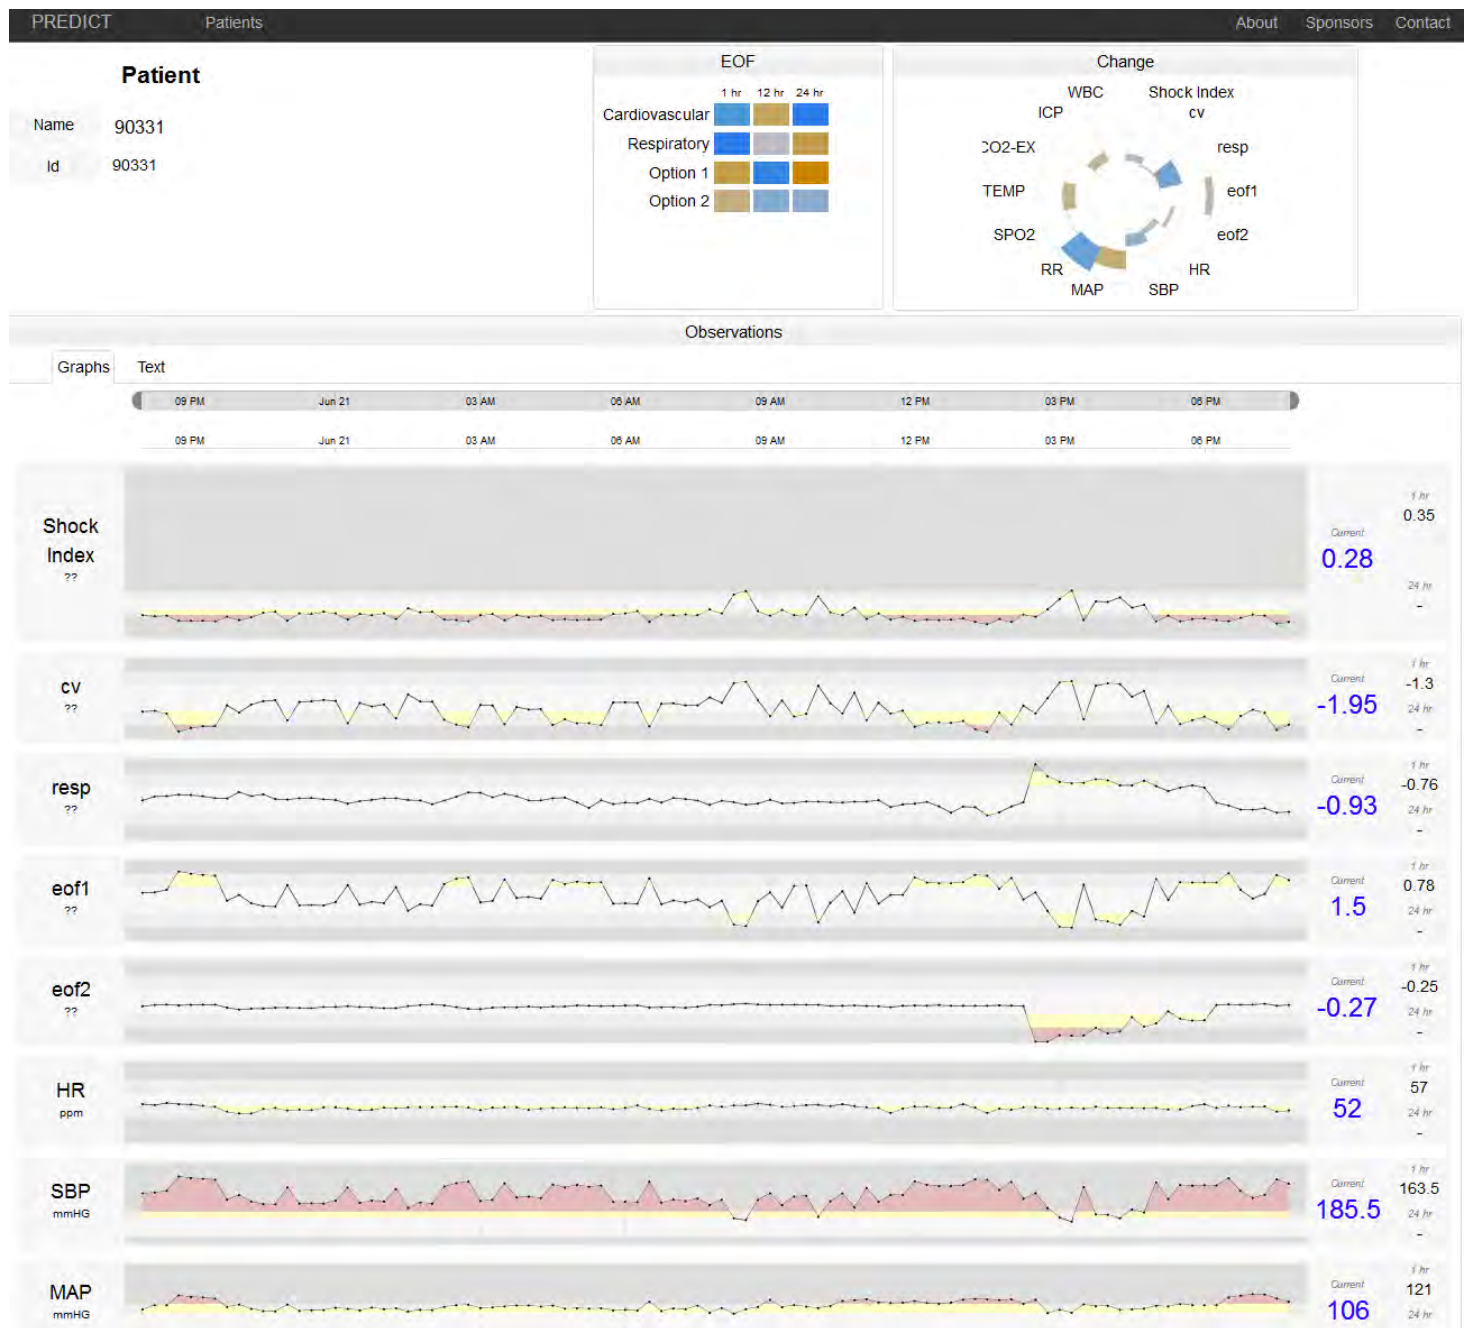 PREDICT Patients About Sponsors Contact
Patient
Name 90331
Id 90331
EOF
1 hr 12 hr 24 hr
Cardiovascular
Respiratory
Option 1
Option 2
Change
WBC Shock Index
ICP cv
CO2-EX resp
TEMP eof1
SPO2 eof2
RR HR
MAP SBP
Observations
Graphs Text
09 PM Jun 21 03 AM 06 AM 09 AM 12 PM 03 PM 06 PM
09 PM Jun 21 03 AM 06 AM 09 AM 12 PM 03 PM 06 PM
Shock
Index
??
Current
0.28
1 hr
0.35
24 hr
-
cv
??
Current
-1.95
1 hr
-1.3
24 hr
-
resp
??
Current
-0.93
1 hr
-0.76
24 hr
-
eof1
??
Current
1.5
1 hr
0.78
24 hr
-
eof2
??
Current
-0.27
1 hr
-0.25
24 hr
-
HR
ppm
Current
52
1 hr
57
24 hr
-
SBP
mmHG
Current
185.5
1 hr
163.5
24 hr
-
MAP
mmHG
Current
106
1 hr
121
24 hr